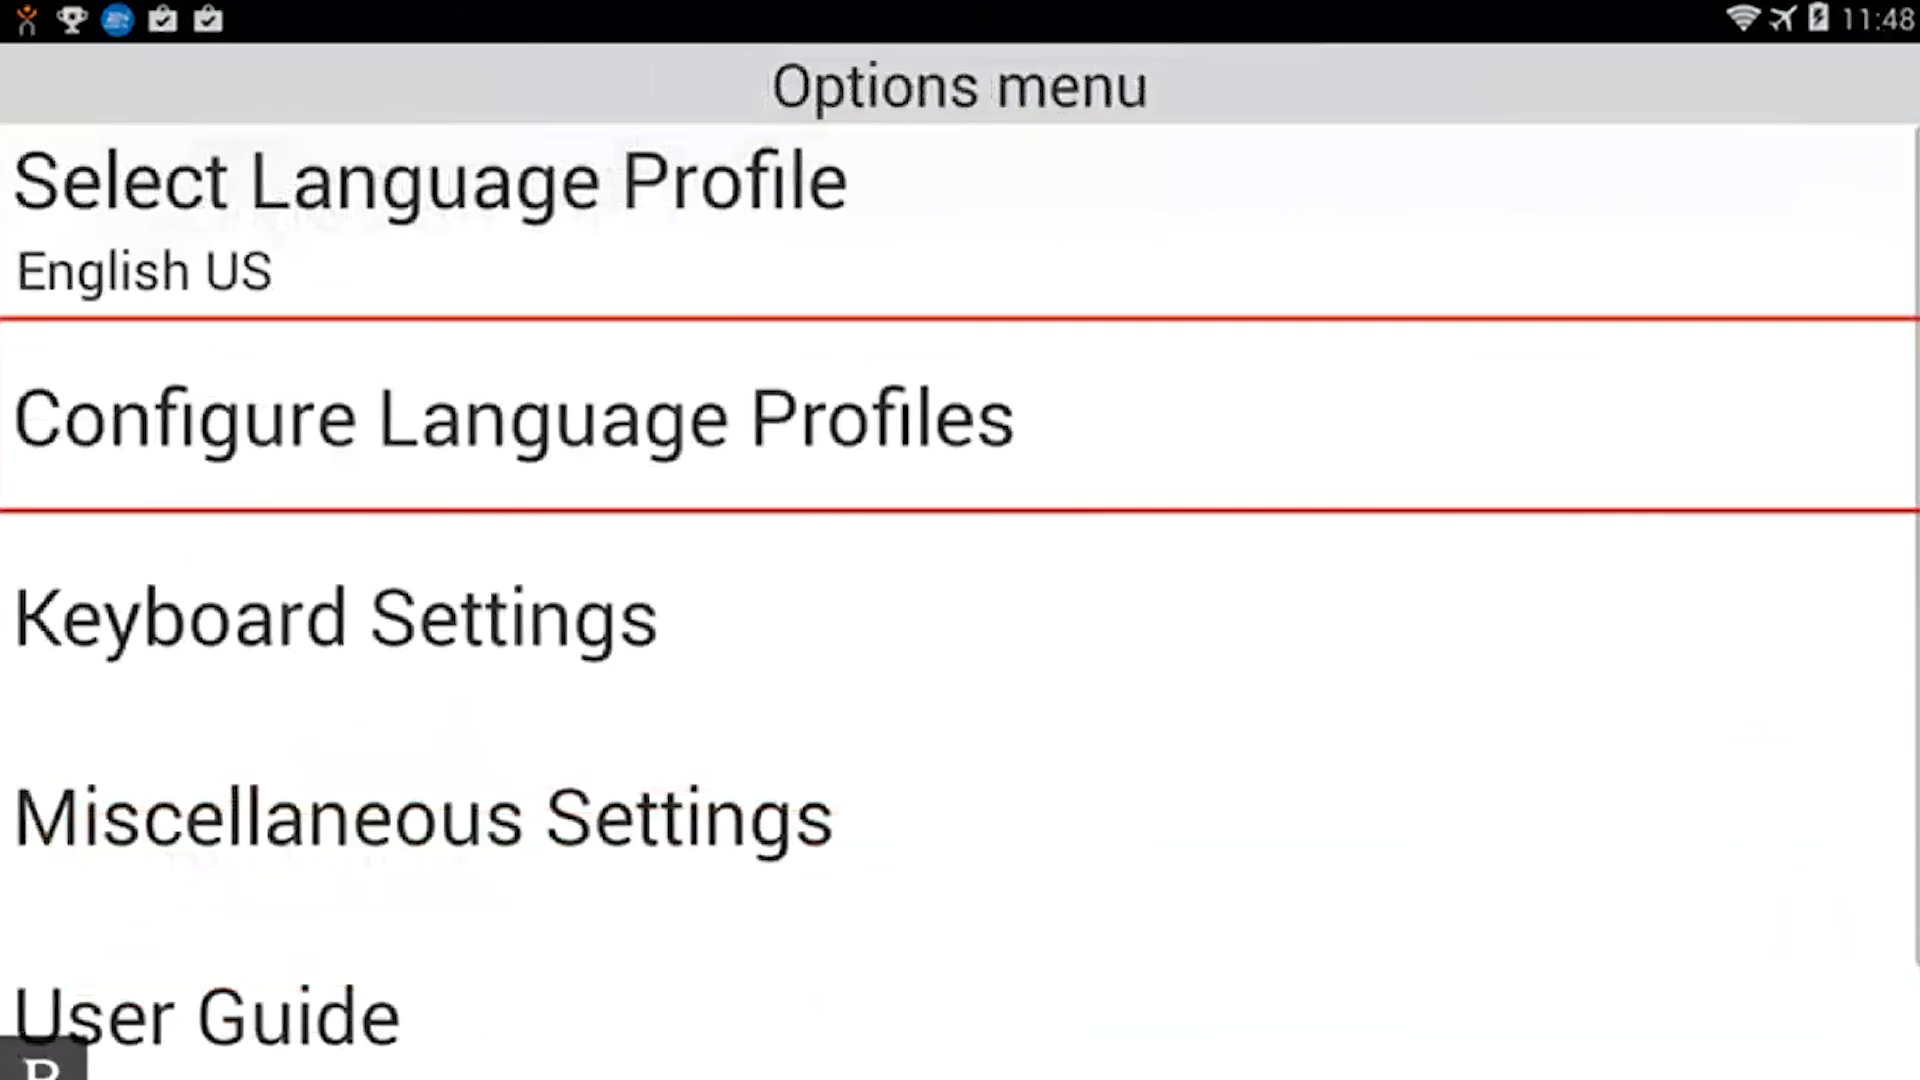 11:48
Options menu
Select Language Profile
English US
Configure Language Profiles
Keyboard Settings
Miscellaneous Settings
User Guide